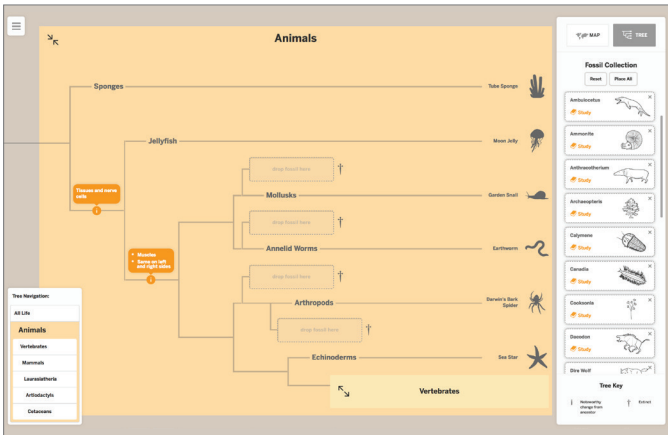 Animals
Sponges
Tube Sponge
Jellyfish
Moon Jelly
Tissues and nerve
cells
drop fossil here
†
Mollusks
Garden Snail
drop fossil here
†
Muscles
Same on left
and right sides
Annelid Worms
Earthworm
drop fossil here
†
Arthropods
Darwin's Bark
Spider
drop fossil here
†
Echinoderms
Sea Star
Vertebrates
Tree Navigation:
All Life
Animals
Vertebrates
Mammals
Laurasiatheria
Artiodactyls
Cetaceans
MAP
TREE
Fossil Collection
Reset
Place All
Ambulocetus
Study
Ammonite
Study
Anthracotherium
Study
Archaeopteris
Study
Calymene
Study
Canadia
Study
Cooksonia
Study
Daeodon
Study
Dire Wolf
Tree Key
i
Noteworthy
change from
ancestor
†
Extinct